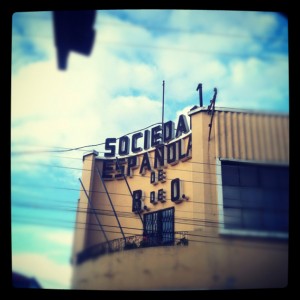 SOCIEDAD
ESPAÑOLA
DE
B. DE O.